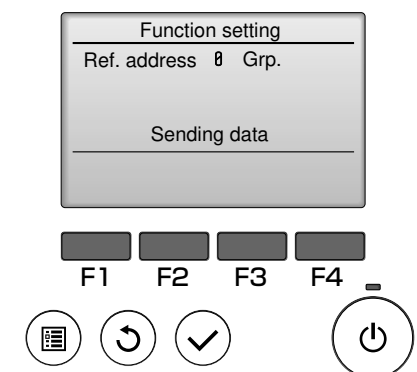 Function setting
Ref. address 0 Grp.
Sending data
F1 F2 F3 F4